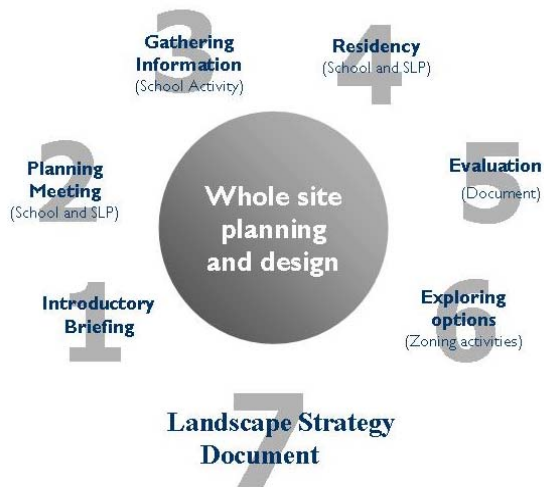 Whole site
planning
and design
1
Introductory
Briefing
2
Planning
Meeting
(School and SLP)
3
Gathering
Information
(School Activity)
4
Residency
(School and SLP)
5
Evaluation
(Document)
6
Exploring
options
(Zoning activities)
7
Landscape Strategy
Document